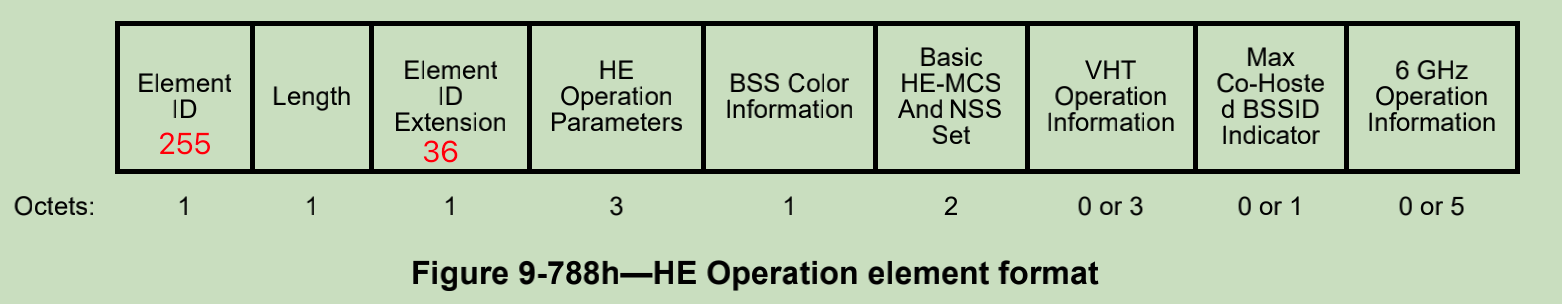 Element
ID
255
Length
Element
ID
Extension
36
HE
Operation
Parameters
BSS Color
Information
Basic
HE-MCS
And NSS
Set
VHT
Operation
Information
Max
Co-Hoste
d BSSID
Indicator
6 GHz
Operation
Information
Octets: 1 1 1 3 1 2 0 or 3 0 or 1 0 or 5
Figure 9-788h—HE Operation element format